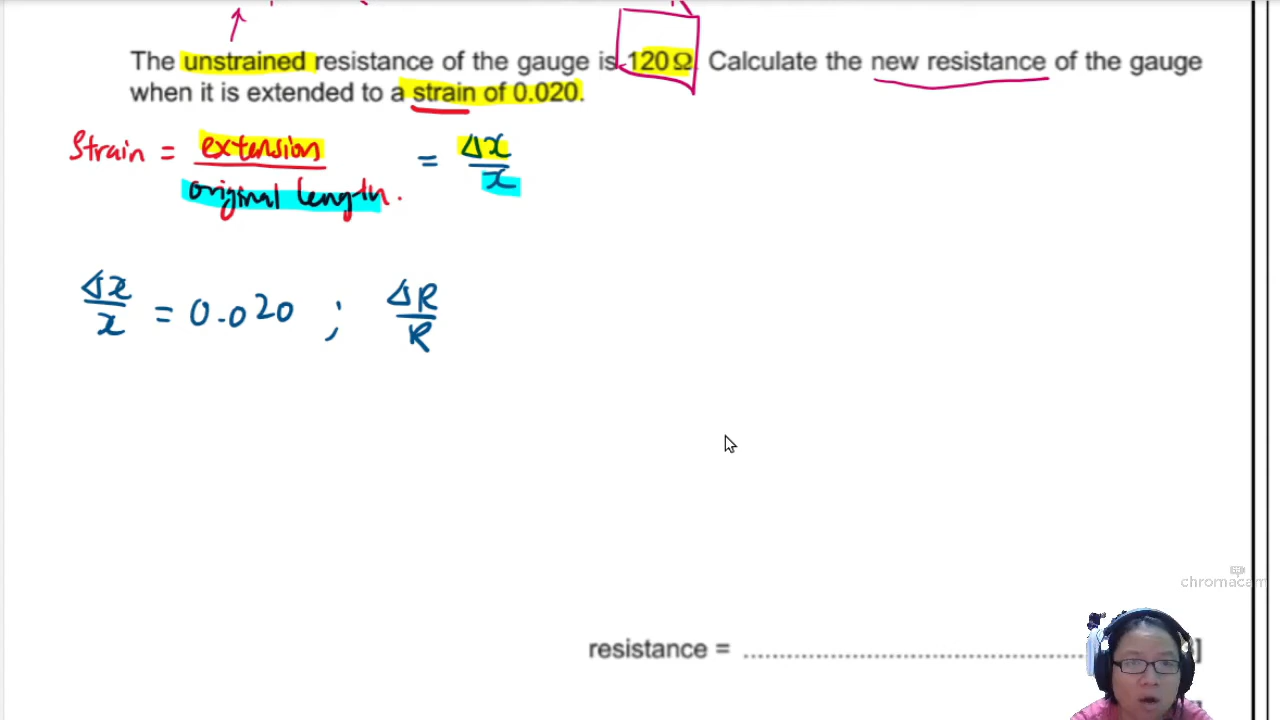 The unstrained resistance of the gauge is 120 Ω. Calculate the new resistance of the gauge
when it is extended to a strain of 0.020.
Strain = extension / original length. = Δx / x
Δx / x = 0.020 ; ΔR / R
chromacam
resistance = ................................................ ]